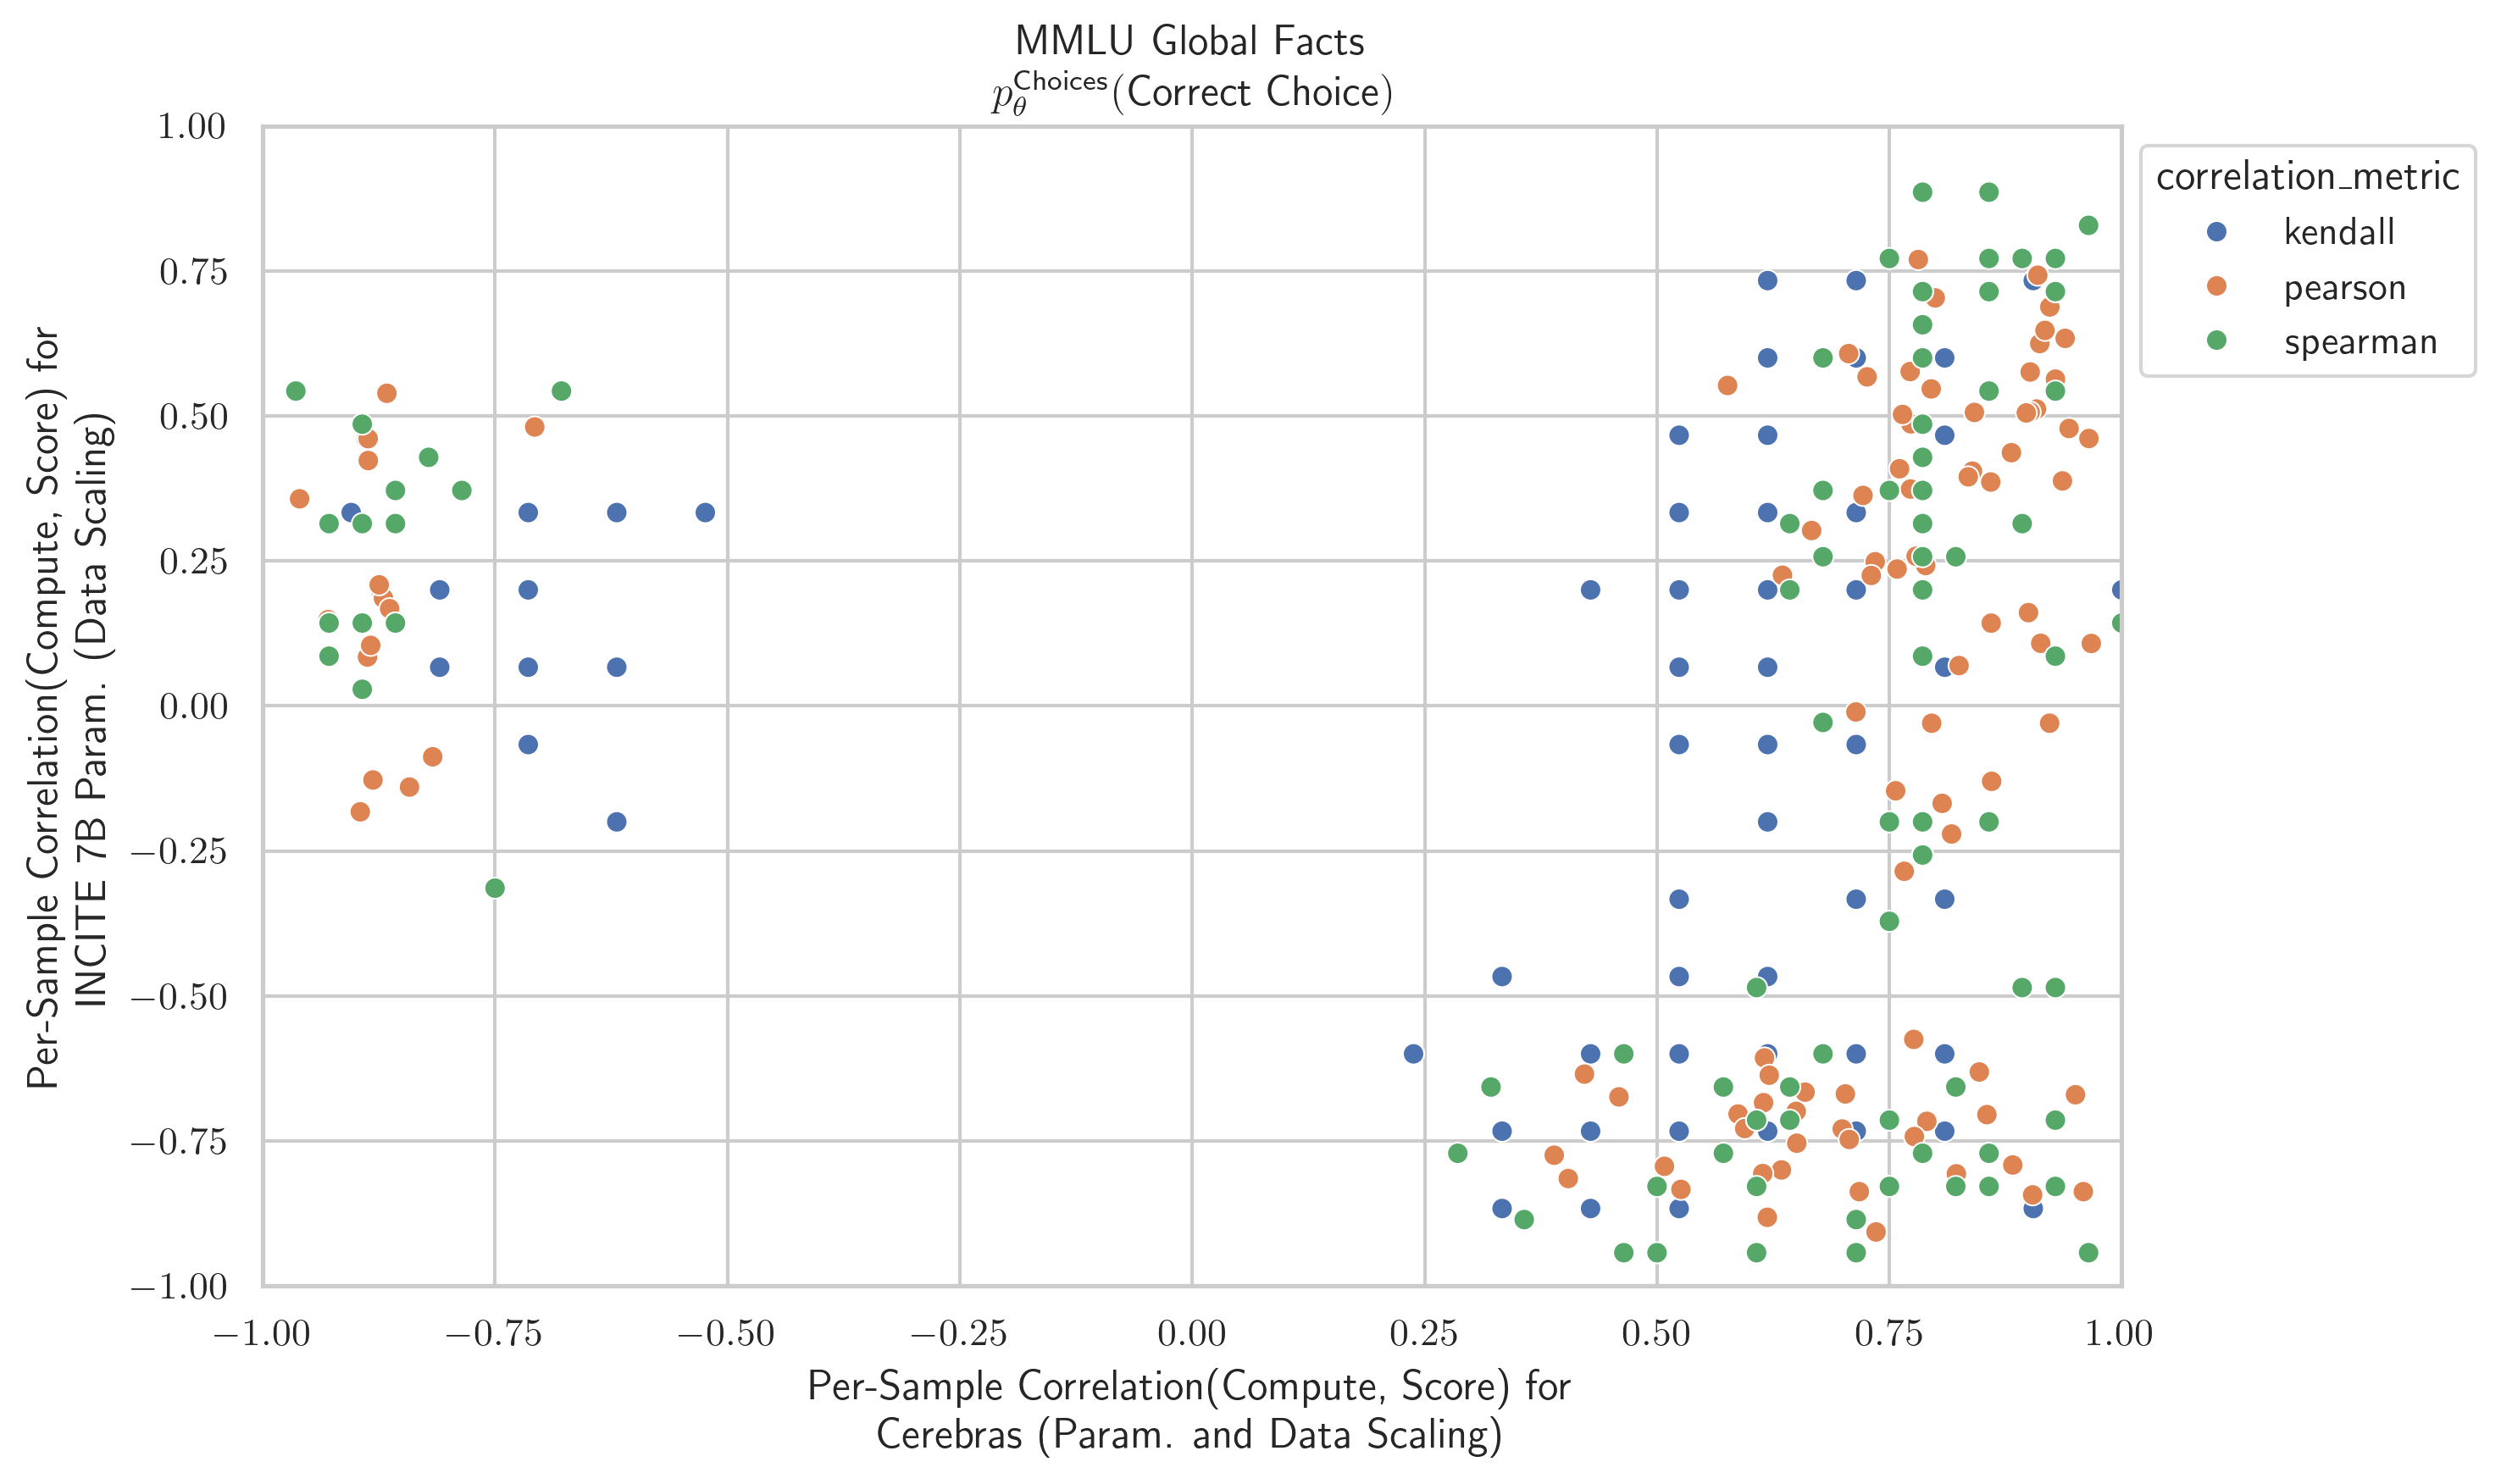 MMLU Global Facts
p_θ^Choices(Correct Choice)
1.00
0.75
0.50
0.25
0.00
−0.25
−0.50
−0.75
−1.00
Per-Sample Correlation(Compute, Score) for
INCITE 7B Param. (Data Scaling)
correlation_metric
kendall
pearson
spearman
−1.00 −0.75 −0.50 −0.25 0.00 0.25 0.50 0.75 1.00
Per-Sample Correlation(Compute, Score) for
Cerebras (Param. and Data Scaling)